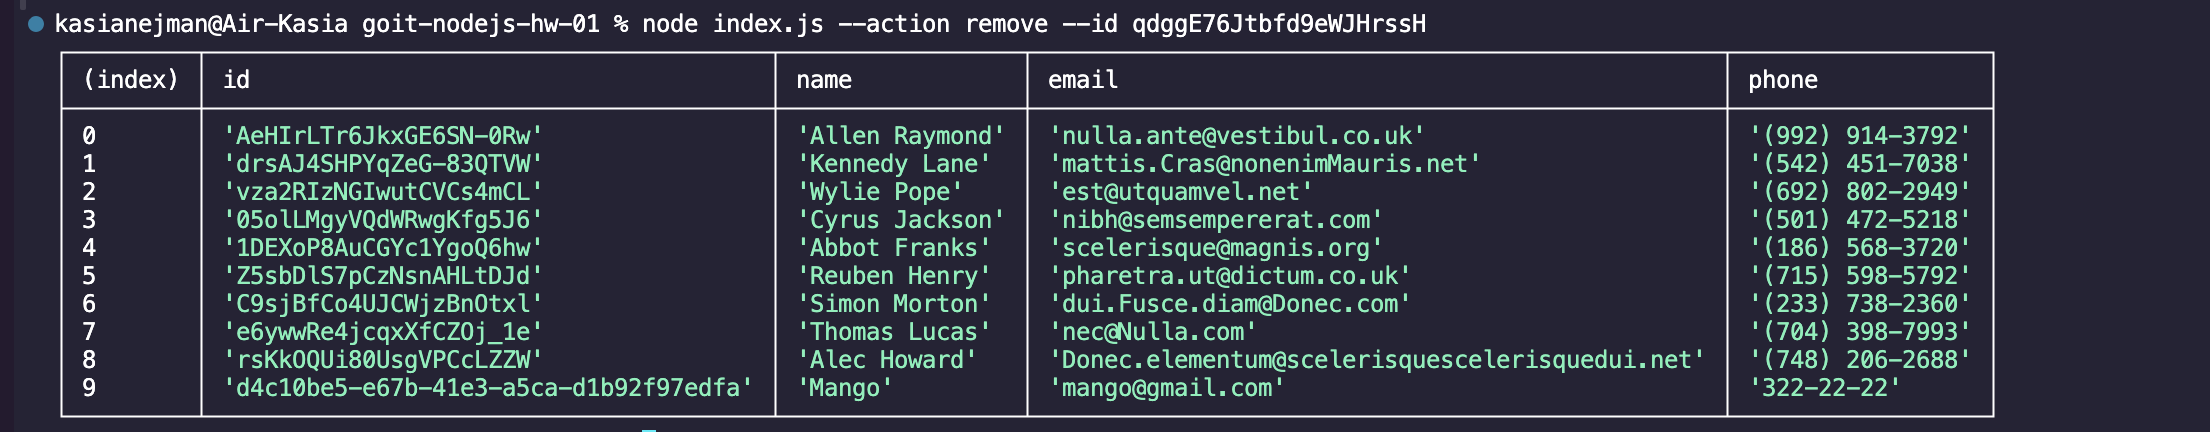 kasianejman@Air-Kasia goit-nodejs-hw-01 % node index.js --action remove --id qdggE76Jtbfd9eWJHrssH
(index) id name email phone
0 'AeHIrLTr6JkxGE6SN-0Rw' 'Allen Raymond' 'nulla.ante@vestibul.co.uk' '(992) 914-3792'
1 'drsAJ4SHPYqZeG-83QTVW' 'Kennedy Lane' 'mattis.Cras@nonenimMauris.net' '(542) 451-7038'
2 'vza2RIzNGIwutCVCs4mCL' 'Wylie Pope' 'est@utquamvel.net' '(692) 802-2949'
3 '05olLMgyVQdWRwgKfg5J6' 'Cyrus Jackson' 'nibh@semsempererat.com' '(501) 472-5218'
4 '1DEXoP8AuCGYc1YgoQ6hw' 'Abbot Franks' 'scelerisque@magnis.org' '(186) 568-3720'
5 'Z5sbDlS7pCzNsnAHLtDJd' 'Reuben Henry' 'pharetra.ut@dictum.co.uk' '(715) 598-5792'
6 'C9sjBfCo4UJCWjzBnOtxl' 'Simon Morton' 'dui.Fusce.diam@Donec.com' '(233) 738-2360'
7 'e6ywwRe4jcqxXfCZOj_1e' 'Thomas Lucas' 'nec@Nulla.com' '(704) 398-7993'
8 'rsKkOQUi80UsgVPCcLZZW' 'Alec Howard' 'Donec.elementum@scelerisquescelerisquedui.net' '(748) 206-2688'
9 'd4c10be5-e67b-41e3-a5ca-d1b92f97edfa' 'Mango' 'mango@gmail.com' '322-22-22'